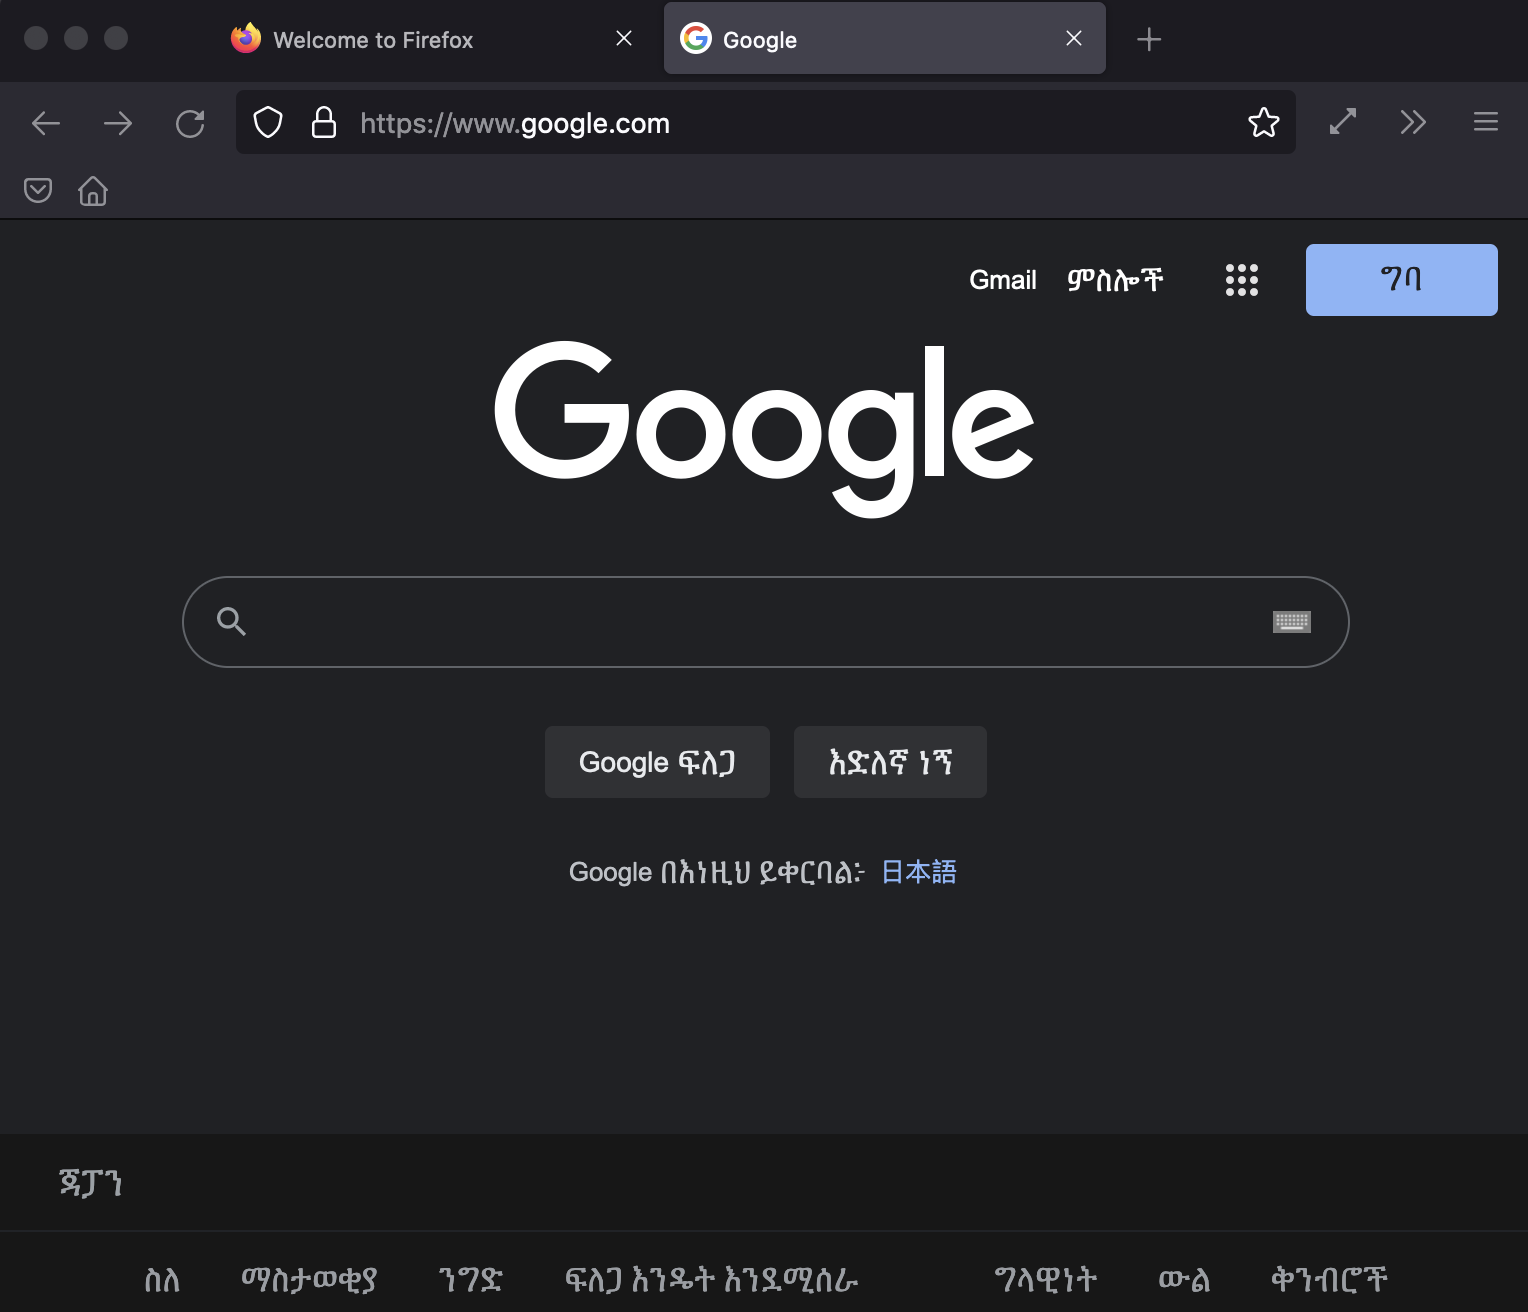 Welcome to Firefox
Google
https://www.google.com
Gmail ምስሎች
ግባ
Google
Google ፍለጋ
እድለኛ ነኝ
Google በእነዚህ ይቀርባል፦ 日本語
ጃፓን
ስለ ማስታወቂያ ንግድ ፍለጋ እንዴት እንደሚሰራ ግላዊነት ውል ቅንብሮች